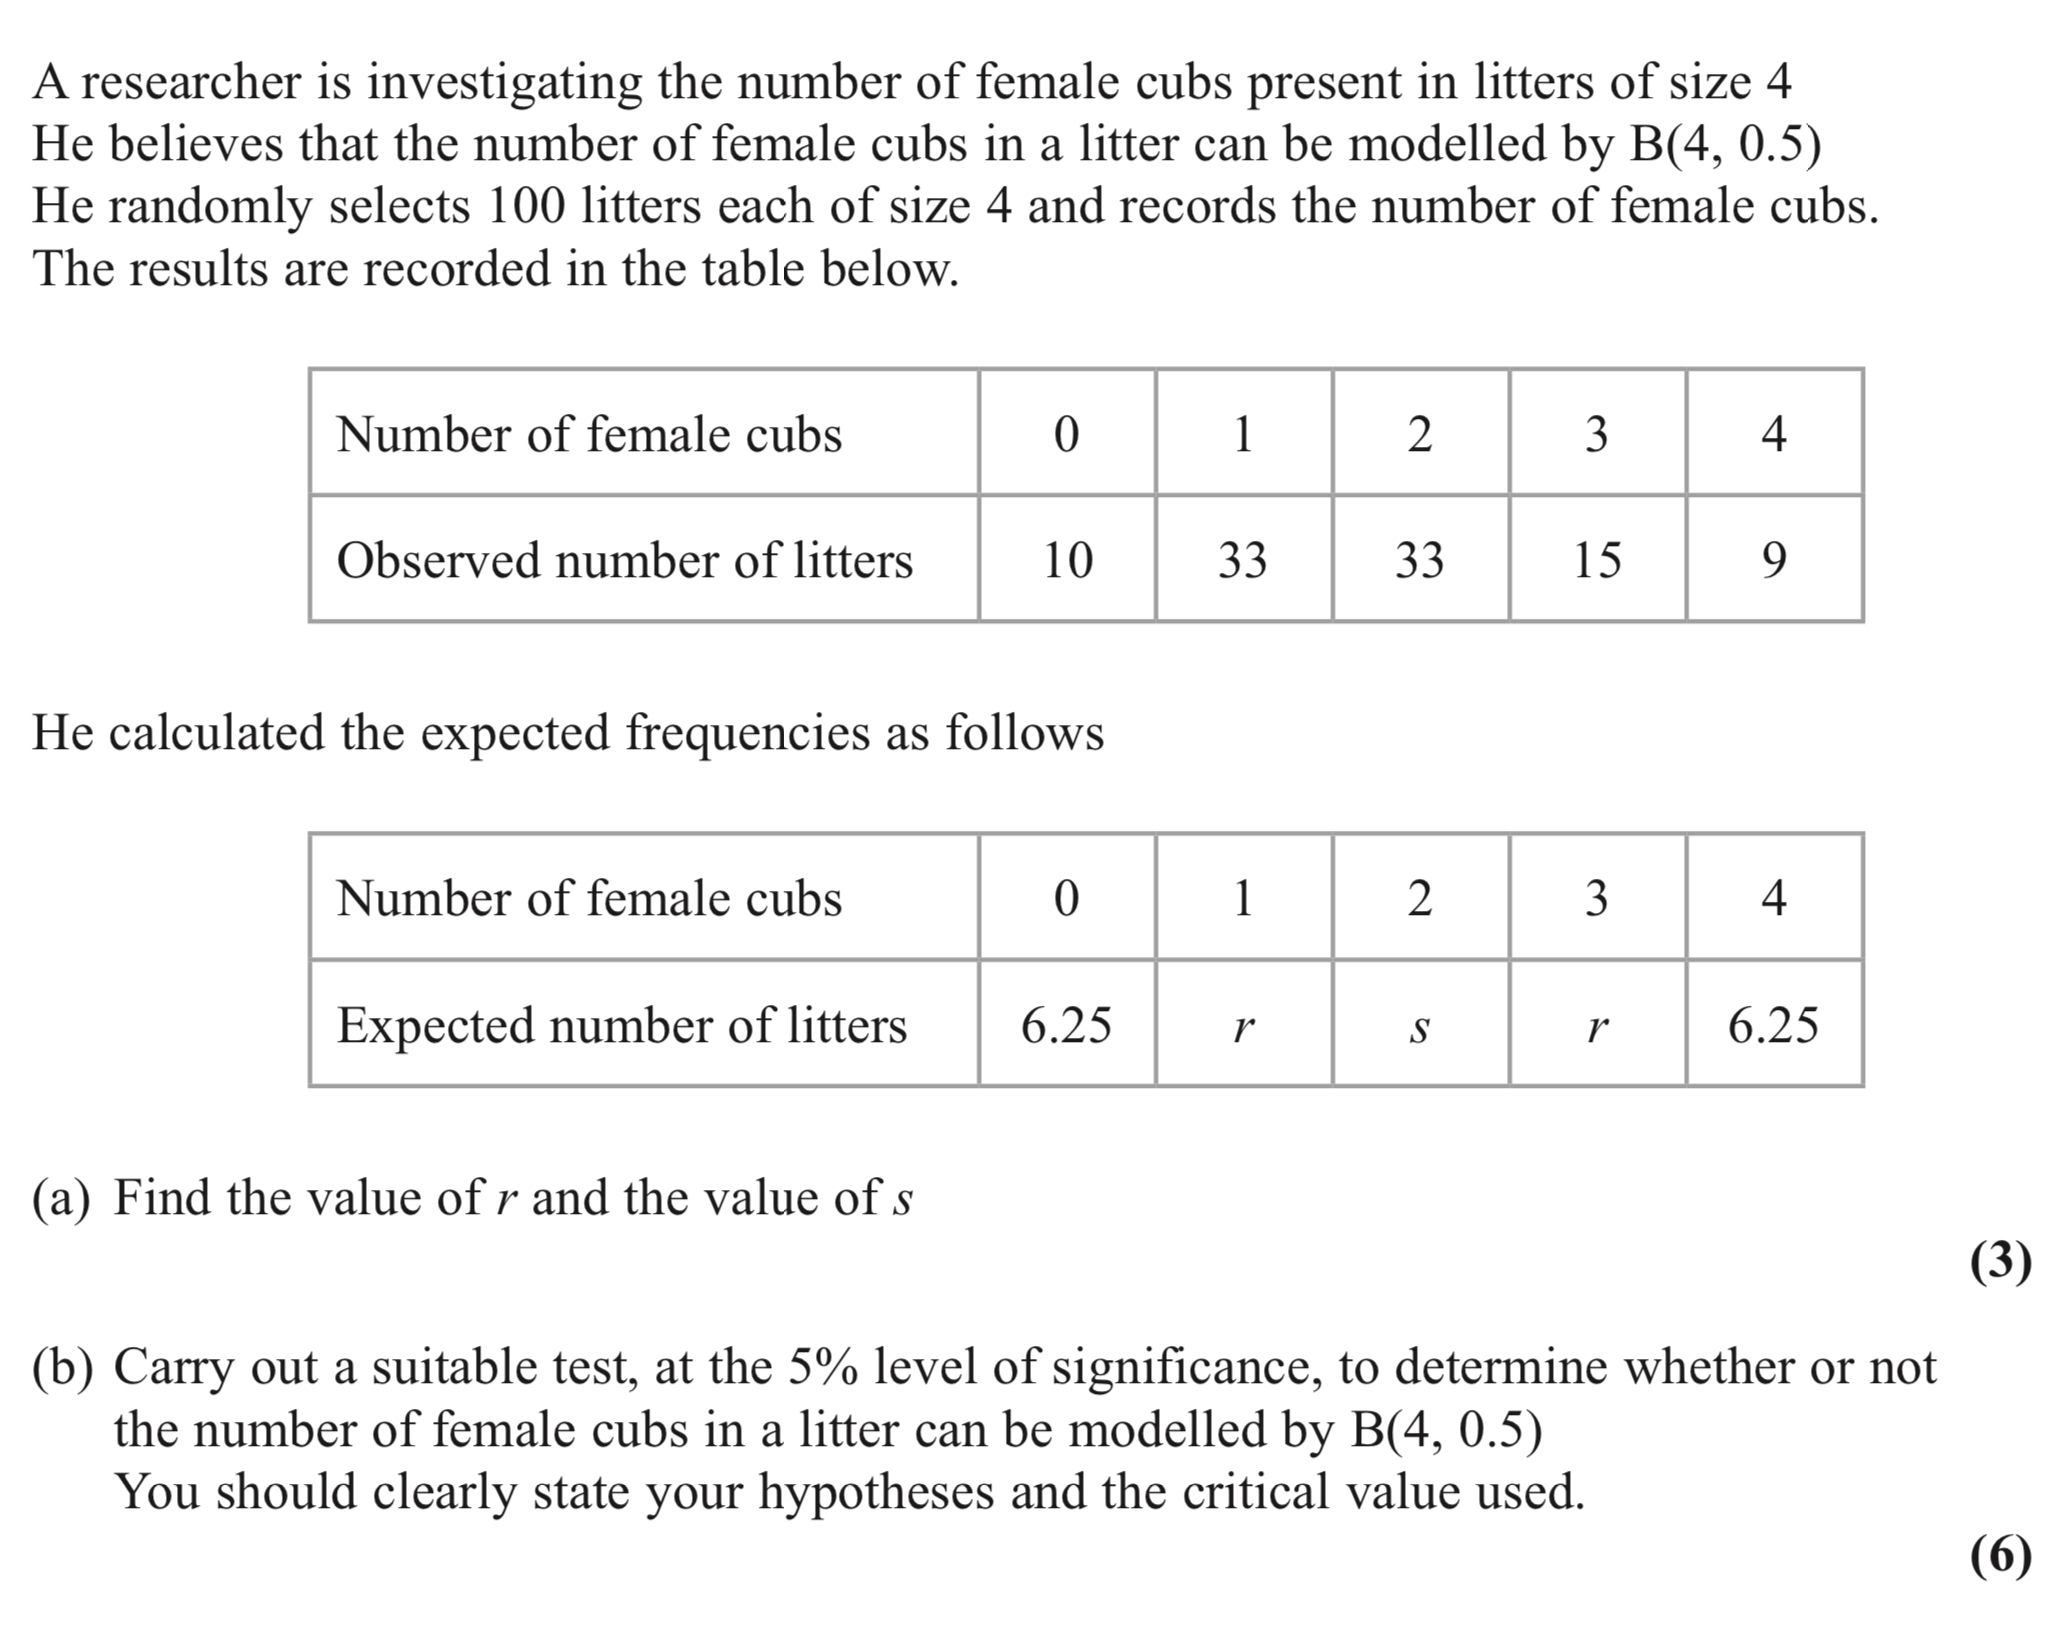 A researcher is investigating the number of female cubs present in litters of size 4
He believes that the number of female cubs in a litter can be modelled by B(4, 0.5)
He randomly selects 100 litters each of size 4 and records the number of female cubs.
The results are recorded in the table below.
Number of female cubs 0 1 2 3 4
Observed number of litters 10 33 33 15 9
He calculated the expected frequencies as follows
Number of female cubs 0 1 2 3 4
Expected number of litters 6.25 r s r 6.25
(a) Find the value of r and the value of s
(3)
(b) Carry out a suitable test, at the 5% level of significance, to determine whether or not
the number of female cubs in a litter can be modelled by B(4, 0.5)
You should clearly state your hypotheses and the critical value used.
(6)